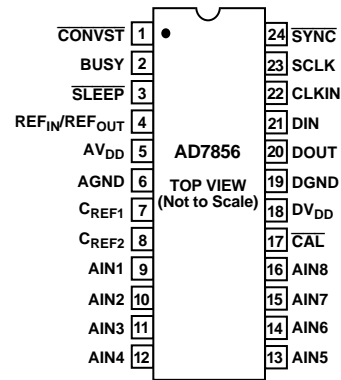 CONVST 1 24 SYNC
BUSY 2 23 SCLK
SLEEP 3 22 CLKIN
REFIN/REFOUT 4 21 DIN
AVDD 5 AD7856 20 DOUT
AGND 6 TOP VIEW 19 DGND
CREF1 7 (Not to Scale) 18 DVDD
CREF2 8 17 CAL
AIN1 9 16 AIN8
AIN2 10 15 AIN7
AIN3 11 14 AIN6
AIN4 12 13 AIN5